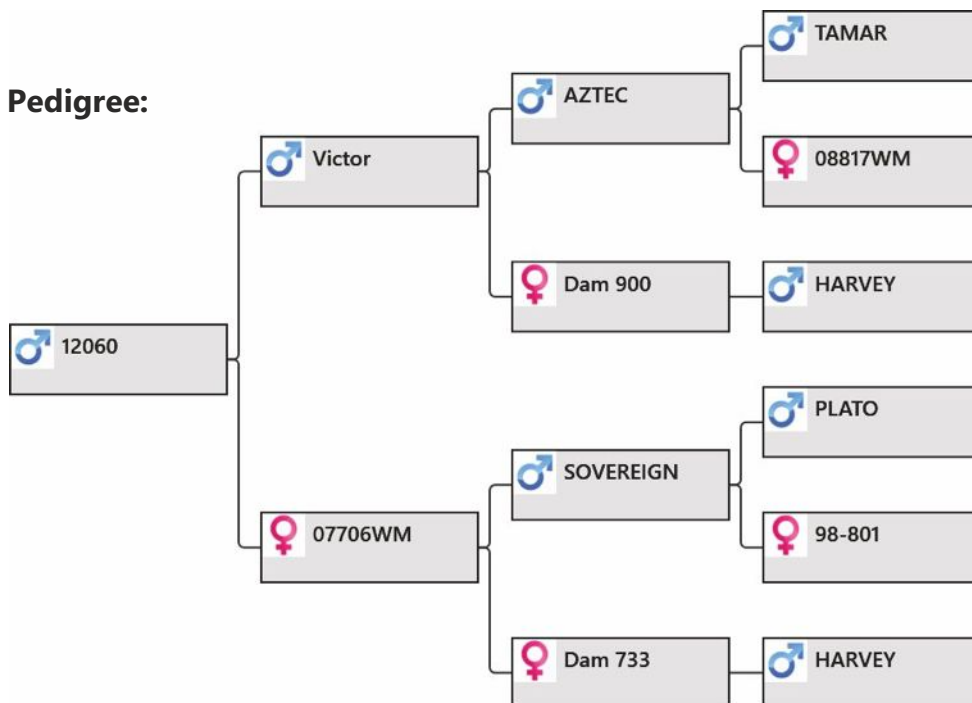 Pedigree:
12060
Victor
07706WM
AZTEC
Dam 900
SOVEREIGN
Dam 733
TAMAR
08817WM
HARVEY
PLATO
98-801
HARVEY